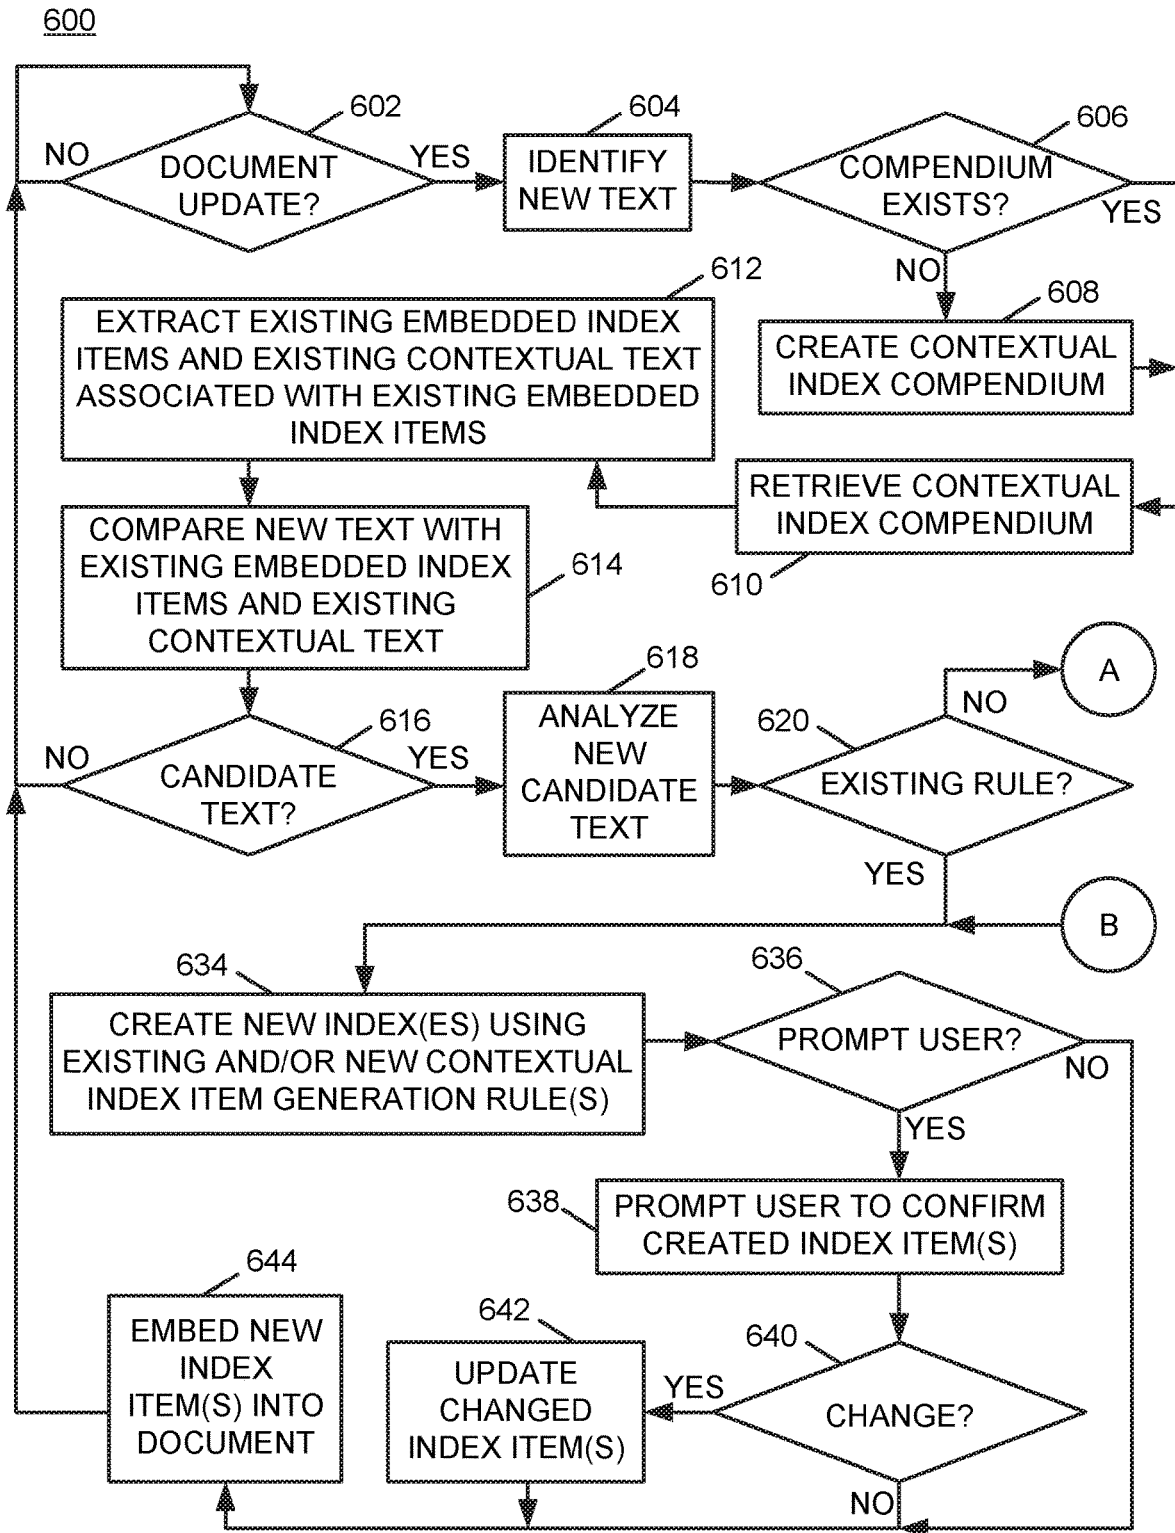 600
602
604
606
NO
DOCUMENT
UPDATE?
YES
IDENTIFY
NEW TEXT
COMPENDIUM
EXISTS?
YES
NO
612
EXTRACT EXISTING EMBEDDED INDEX
ITEMS AND EXISTING CONTEXTUAL TEXT
ASSOCIATED WITH EXISTING EMBEDDED
INDEX ITEMS
608
CREATE CONTEXTUAL
INDEX COMPENDIUM
RETRIEVE CONTEXTUAL
INDEX COMPENDIUM
610
COMPARE NEW TEXT WITH
EXISTING EMBEDDED INDEX
ITEMS AND EXISTING
CONTEXTUAL TEXT
614
A
616
618
620
NO
NO
CANDIDATE
TEXT?
YES
ANALYZE
NEW
CANDIDATE
TEXT
EXISTING RULE?
YES
B
634
636
CREATE NEW INDEX(ES) USING
EXISTING AND/OR NEW CONTEXTUAL
INDEX ITEM GENERATION RULE(S)
PROMPT USER?
NO
YES
638
PROMPT USER TO CONFIRM
CREATED INDEX ITEM(S)
644
642
640
EMBED NEW
INDEX
ITEM(S) INTO
DOCUMENT
UPDATE
CHANGED
INDEX ITEM(S)
YES
CHANGE?
NO